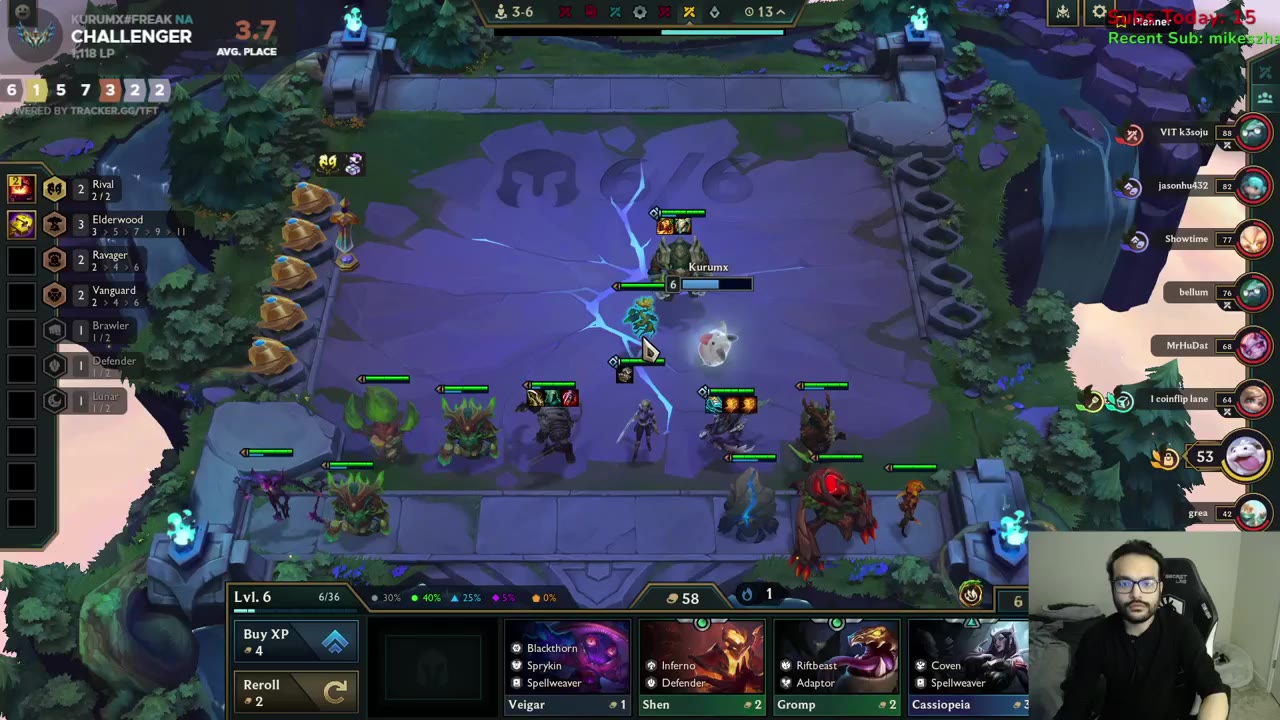 KURUMX#FREAK NA
CHALLENGER
1,118 LP
3.7
AVG. PLACE
6 1 5 7 3 2 2
WERED BY TRACKER.GG/TFT
3-6
13
Subs Today: 15
Planner
Recent Sub: mikeszhe
2 Rival
2 / 2
3 Elderwood
3 > 5 > 7 > 9 > 11
2 Ravager
2 > 4 > 6
2 Vanguard
2 > 4 > 6
1 Brawler
1 / 2
1 Defender
1 / 2
1 Lunar
1 / 2
6/6
Kurumx
6
VIT k3soju 88
jasonhu432 82
Showtime 77
bellum 76
MrHuDat 68
I coinflip lane 64
53
grea 42
Lvl. 6 6/36
30% 40% 25% 5% 0%
58
1
6
Buy XP
4
Reroll
2
Blackthorn
Sprykin
Spellweaver
Veigar 1
Inferno
Defender
Shen 2
Riftbeast
Adaptor
Gromp 2
Coven
Spellweaver
Cassiopeia 3
SECRETLAB